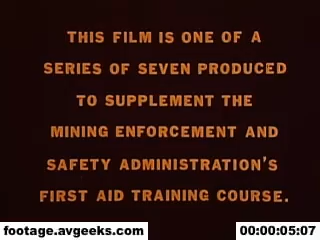 THIS FILM IS ONE OF A
SERIES OF SEVEN PRODUCED
TO SUPPLEMENT THE
MINING ENFORCEMENT AND
SAFETY ADMINISTRATION'S
FIRST AID TRAINING COURSE.
footage.avgeeks.com
00:00:05:07